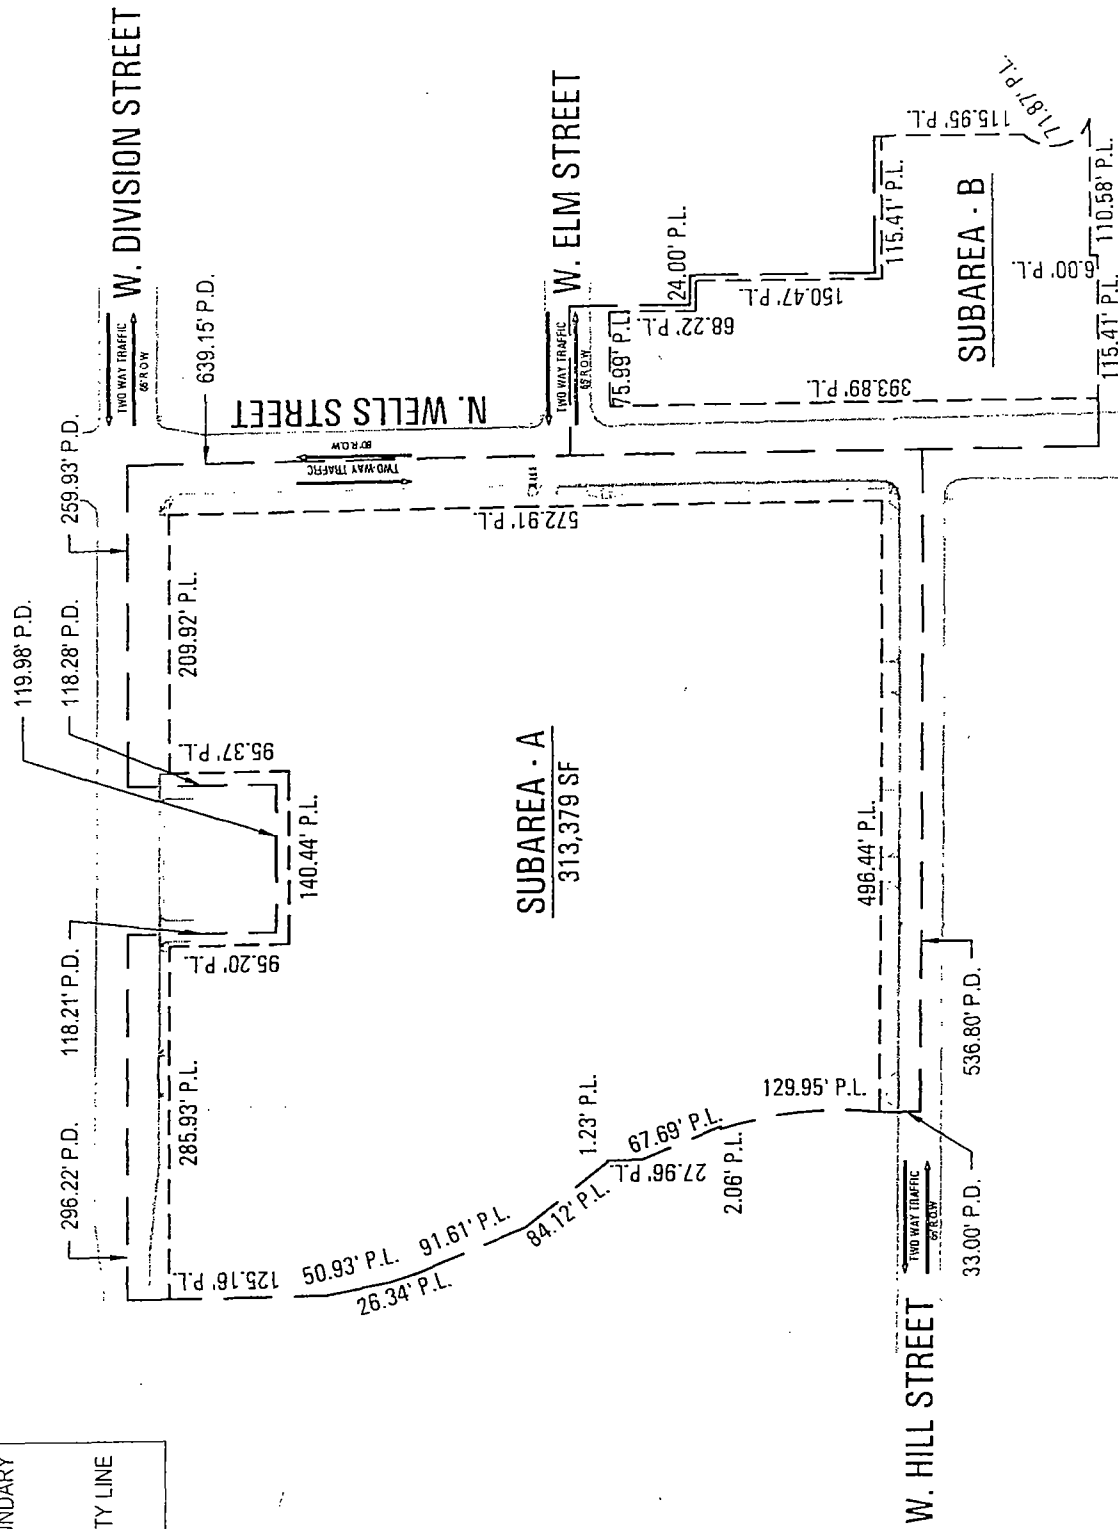 NDARY
TY LINE
W. DIVISION STREET
TWO WAY TRAFFIC
66' R.O.W
259.93' P.D.
639.15' P.D.
119.98' P.D.
118.28' P.D.
118.21' P.D.
296.22' P.D.
209.92' P.L.
95.37' P.L.
140.44' P.L.
95.20' P.L.
285.93' P.L.
125.16' P.L.
N. WELLS STREET
80' R.O.W
TWO-WAY TRAFFIC
W. ELM STREET
TWO WAY TRAFFIC
24.00' P.L.
75.99' P.L.
68.22' P.L.
150.47' P.L.
115.41' P.L.
115.95' P.L.
71.87' P.L.
393.89' P.L.
SUBAREA - B
6.00' P.L.
110.58' P.L.
115.41' P.L.
572.91' P.L.
SUBAREA - A
313,379 SF
50.93' P.L.
26.34' P.L.
91.61' P.L.
84.12' P.L.
1.23' P.L.
27.96' P.L.
67.69' P.L.
2.06' P.L.
129.95' P.L.
496.44' P.L.
536.80' P.D.
33.00' P.D.
W. HILL STREET
TWO WAY TRAFFIC